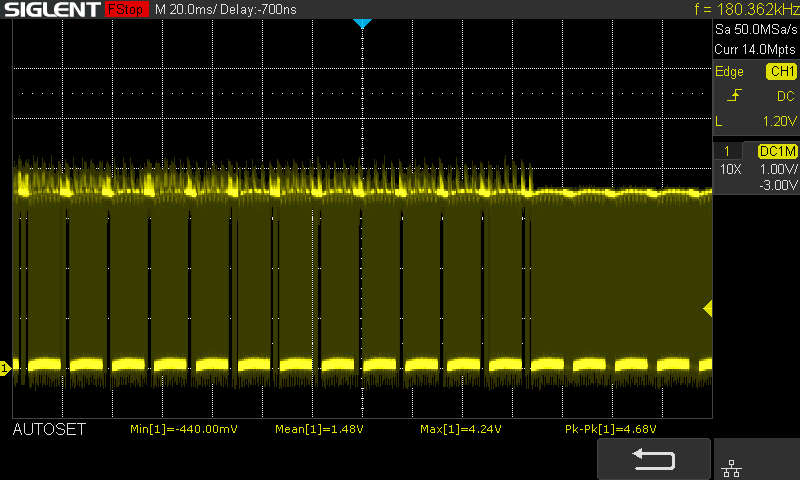 SIGLENT FStop M 20.0ms/ Delay:-700ns f = 180.362kHz
Sa 50.0MSa/s
Curr 14.0Mpts
Edge CH1
DC
L 1.20V
1 DC1M
10X 1.00V/
-3.00V
1
AUTOSET Min[1]=-440.00mV Mean[1]=1.48V Max[1]=4.24V Pk-Pk[1]=4.68V